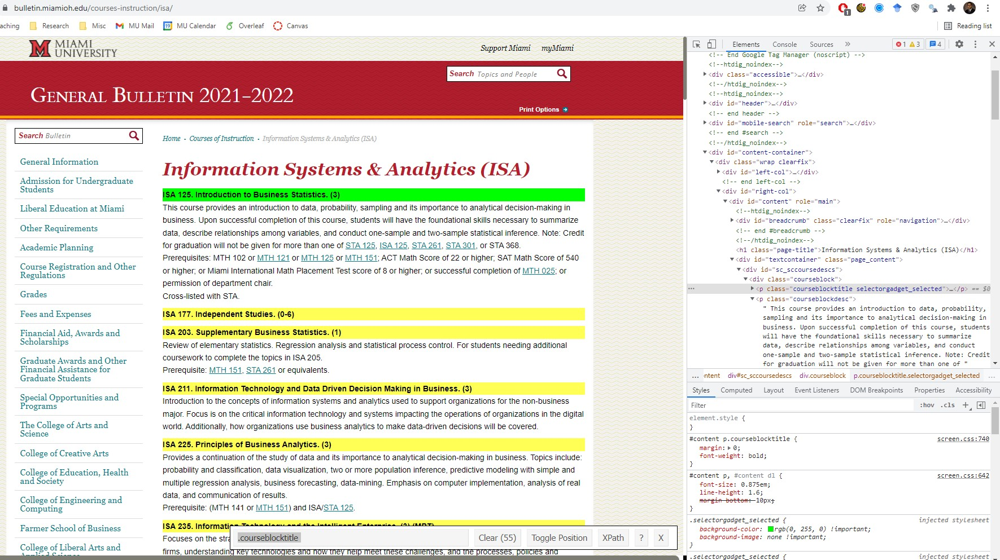 bulletin.miamioh.edu/courses-instruction/isa/
1
aching Research Misc MU Mail 19 MU Calendar Overleaf Canvas
Reading list
MIAMI
UNIVERSITY
Support Miami myMiami
Search Topics and People
GENERAL BULLETIN 2021–2022
Print Options
Search Bulletin
General Information
Admission for Undergraduate
Students
Liberal Education at Miami
Other Requirements
Academic Planning
Course Registration and Other
Regulations
Grades
Fees and Expenses
Financial Aid, Awards and
Scholarships
Graduate Awards and Other
Financial Assistance for
Graduate Students
Special Opportunities and
Programs
The College of Arts and
Science
College of Creative Arts
College of Education, Health
and Society
College of Engineering and
Computing
Farmer School of Business
College of Liberal Arts and
Applied Science
Home · Courses of Instruction · Information Systems & Analytics (ISA)
Information Systems & Analytics (ISA)
ISA 125. Introduction to Business Statistics. (3)
This course provides an introduction to data, probability, sampling and its importance to analytical decision-making in
business. Upon successful completion of this course, students will have the foundational skills necessary to summarize
data, describe relationships among variables, and conduct one-sample and two-sample statistical inference. Note: Credit
for graduation will not be given for more than one of STA 125, ISA 125, STA 261, STA 301, or STA 368.
Prerequisites: MTH 102 or MTH 121 or MTH 125 or MTH 151; ACT Math Score of 22 or higher; SAT Math Score of 540
or higher; or Miami International Math Placement Test score of 8 or higher; or successful completion of MTH 025; or
permission of department chair.
Cross-listed with STA.
ISA 177. Independent Studies. (0-6)
ISA 203. Supplementary Business Statistics. (1)
Review of elementary statistics. Regression analysis and statistical process control. For students needing additional
coursework to complete the topics in ISA 205.
Prerequisite: MTH 151, STA 261 or equivalents.
ISA 211. Information Technology and Data Driven Decision Making in Business. (3)
Introduction to the concepts of information systems and analytics used to support organizations for the non-business
major. Focus is on the critical information technology and systems impacting the operations of organizations in the digital
world. Additionally, how organizations use business analytics to make data-driven decisions will be covered.
ISA 225. Principles of Business Analytics. (3)
Provides a continuation of the study of data and its importance to analytical decision-making in business. Topics include:
probability and classification, data visualization, two or more population inference, predictive modeling with simple and
multiple regression analysis, business forecasting, data-mining. Emphasis on computer implementation, analysis of real
data, and communication of results.
Prerequisite: (MTH 141 or MTH 151) and ISA/STA 125.
ISA 235. Information Technology and the Intelligent Enterprise. (3) (MPT)
Focuses on the stra
firms, understanding key technologies and how they help meet these challenges, and the processes, policies and
.courseblocktitle Clear (55) Toggle Position XPath ? X
Elements Console Sources » 1 3 4
<!-- End Google Tag Manager (noscript) -->
<!--htdig_noindex-->
<div class="accessible">…</div>
<!--/htdig_noindex-->
<!--htdig_noindex-->
<div id="header">…</div>
<!-- end header -->
<div id="mobile-search" role="search">…</div>
<!-- end #search -->
<!--/htdig_noindex-->
<div id="content-container">
<div class="wrap clearfix">
<div id="left-col">…</div>
<!-- end left-col -->
<div id="right-col">
<div id="content" role="main">
<!--htdig_noindex-->
<div id="breadcrumb" class="clearfix" role="navigation">…</div>
<!-- end #breadcrumb -->
<!--/htdig_noindex-->
<h1 class="page-title">Information Systems & Analytics (ISA)</h1>
<div id="textcontainer" class="page_content">
<div id="sc_sccoursedescs">
<div class="courseblock">
… <p class="courseblocktitle selectorgadget_selected">…</p> == $0
<p class="courseblockdesc">
" This course provides an introduction to data, probability,
sampling and its importance to analytical decision-making in
business. Upon successful completion of this course, students
will have the foundational skills necessary to summarize
data, describe relationships among variables, and conduct
one-sample and two-sample statistical inference. Note: Credit
for graduation will not be given for more than one of "
… ntent div#sc_sccoursedescs div.courseblock p.courseblocktitle.selectorgadget_selected …
Styles Computed Layout Event Listeners DOM Breakpoints Properties Accessibility
Filter :hov .cls +
element.style {
}
#content p.courseblocktitle { screen.css:740
margin: 0;
font-weight: bold;
}
#content p, #content dl { screen.css:642
font-size: 0.875em;
line-height: 1.6;
margin-bottom: 10px;
}
.selectorgadget_selected { injected stylesheet
background-color: rgb(0, 255, 0) !important;
background-image: none !important;
}
.selectorgadget_selected { injected stylesheet